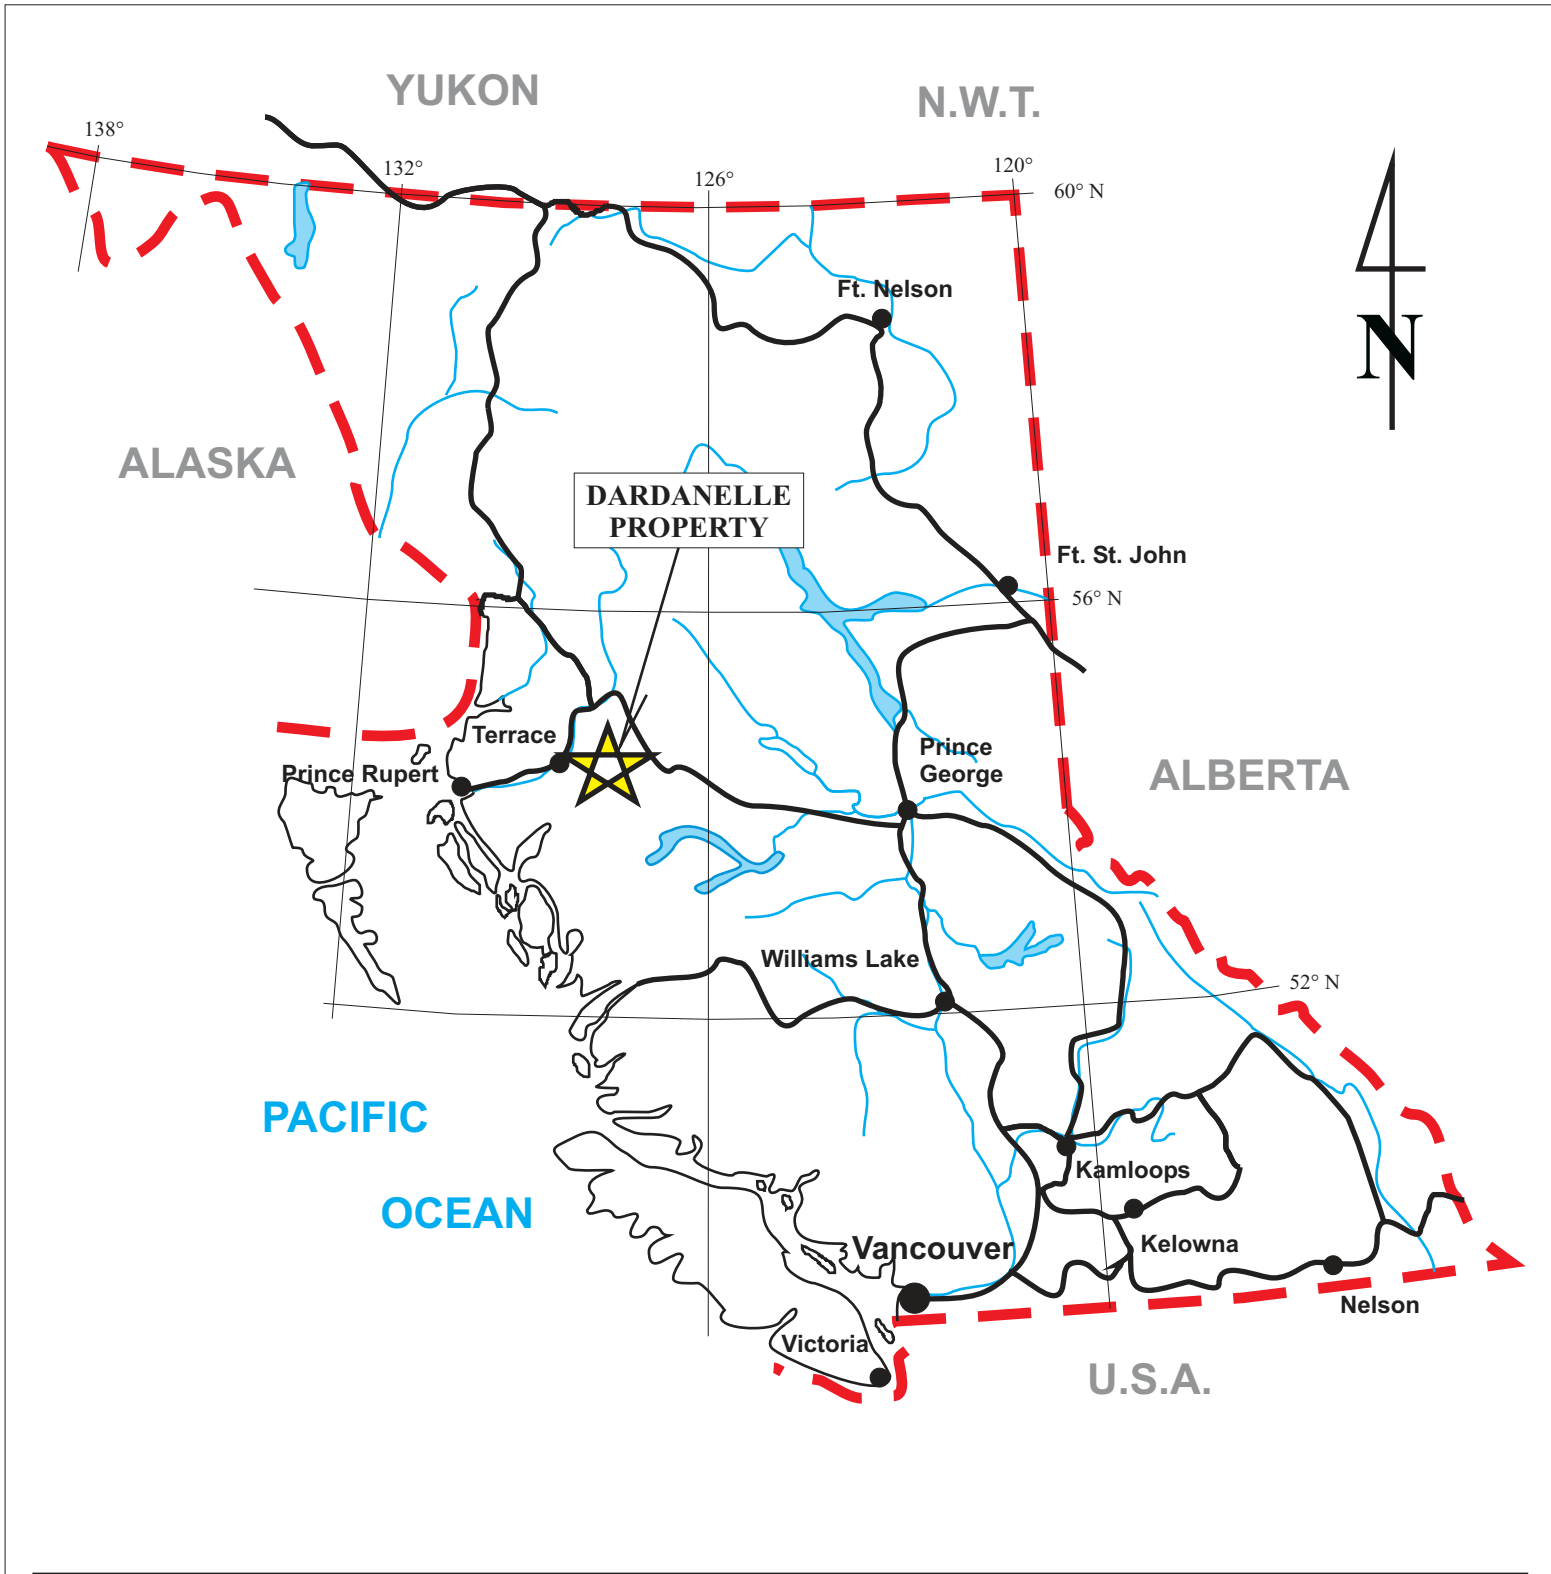 YUKON
N.W.T.
138°
132°
126°
120°
60° N
Ft. Nelson
N
ALASKA
DARDANELLE
PROPERTY
Ft. St. John
56° N
Terrace
Prince
George
Prince Rupert
ALBERTA
Williams Lake
52° N
PACIFIC
OCEAN
Kamloops
Kelowna
Vancouver
Nelson
Victoria
U.S.A.